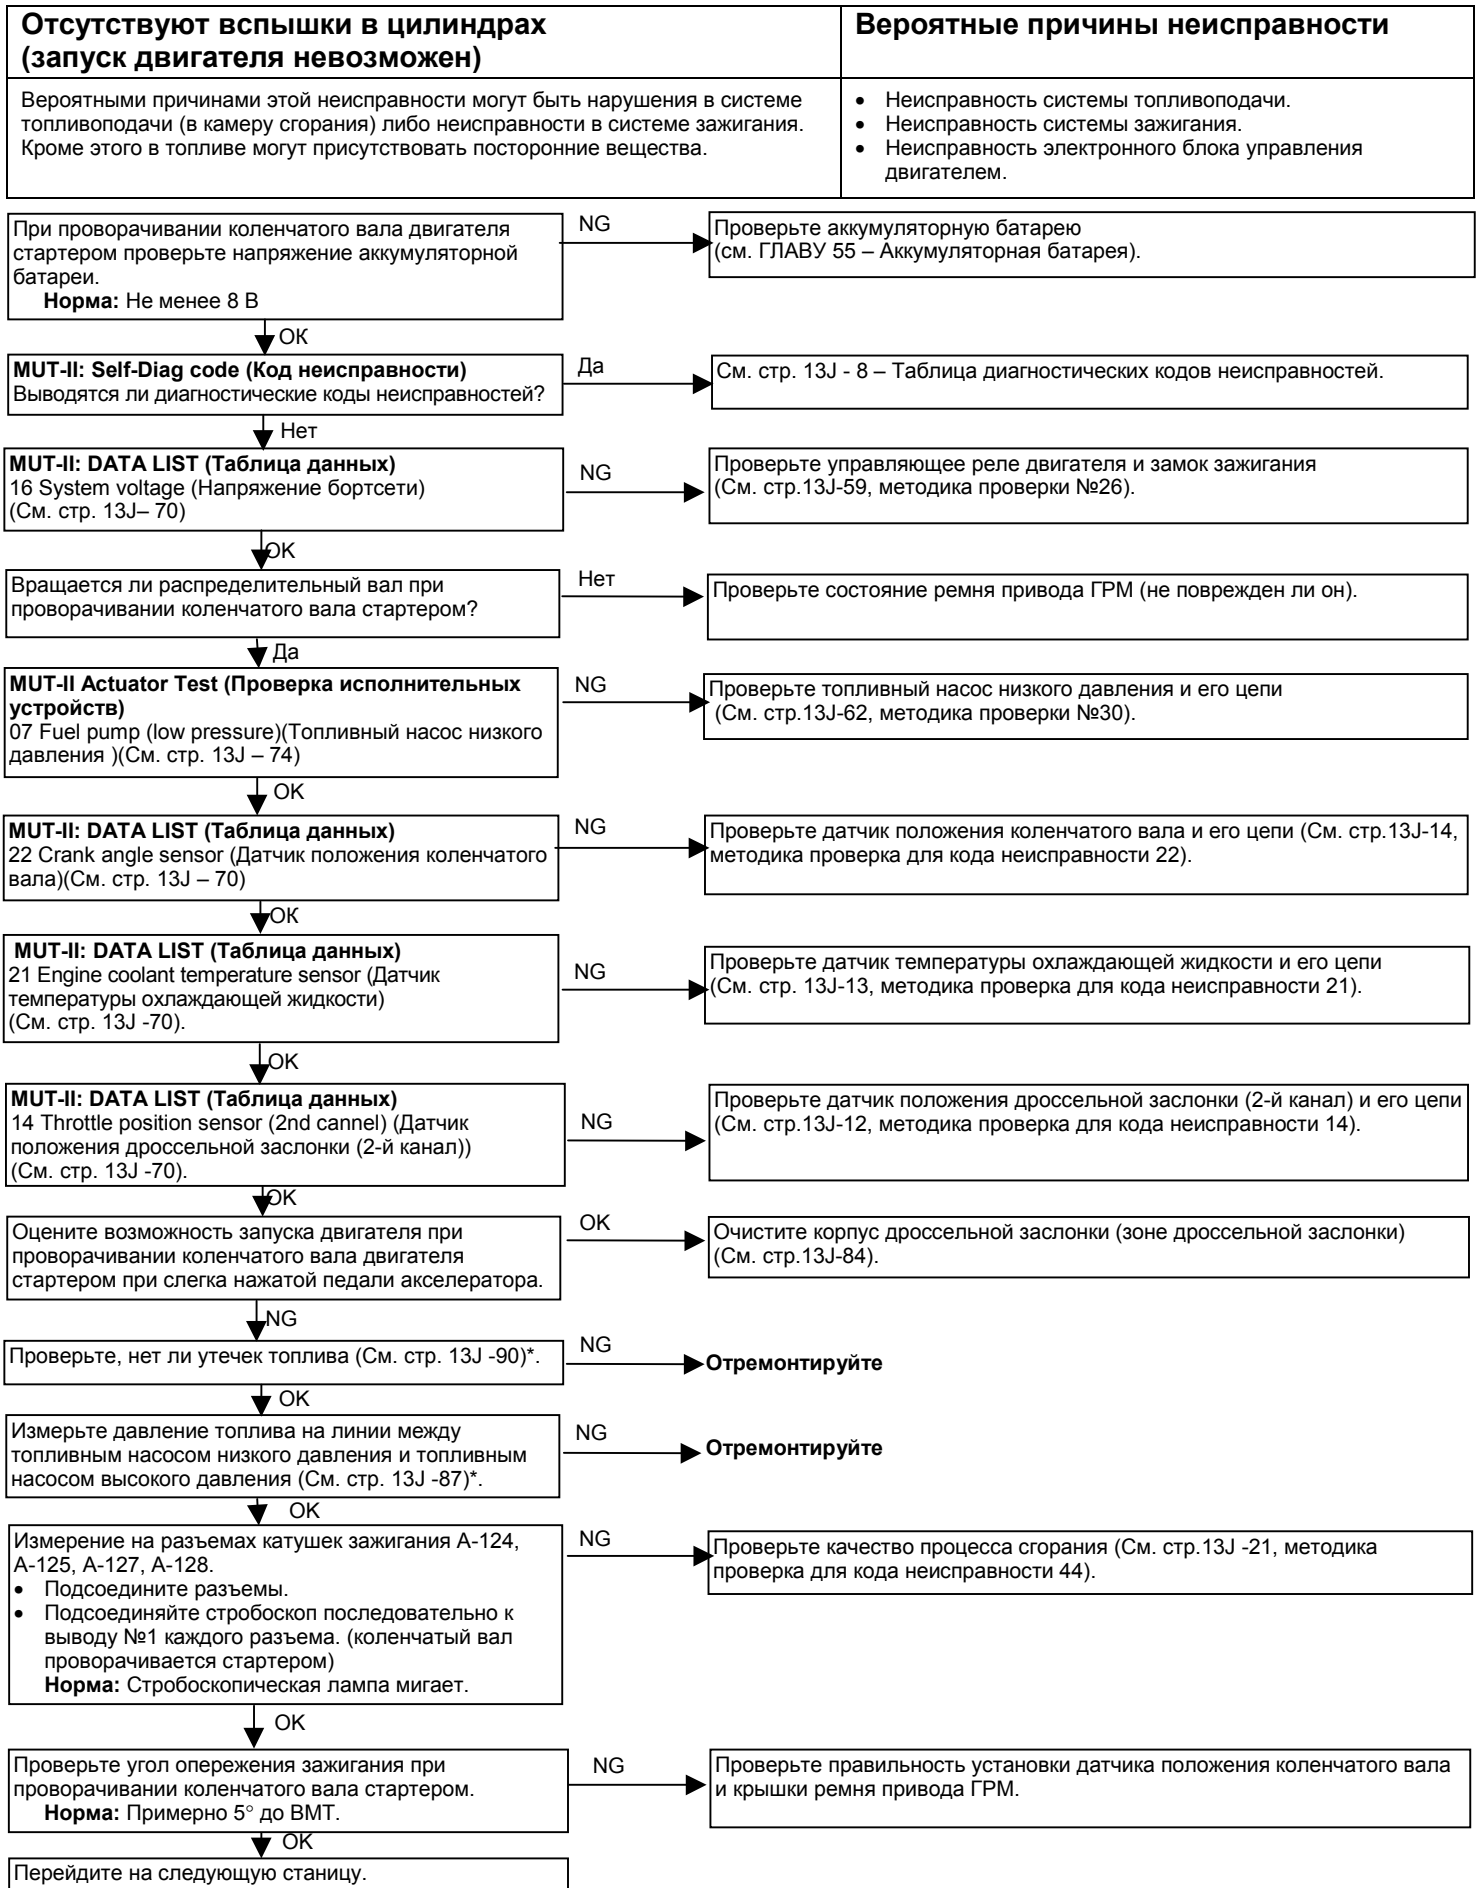 Отсутствуют вспышки в цилиндрах
(запуск двигателя невозможен)
Вероятные причины неисправности
Вероятными причинами этой неисправности могут быть нарушения в системе
топливоподачи (в камеру сгорания) либо неисправности в системе зажигания.
Кроме этого в топливе могут присутствовать посторонние вещества.
• Неисправность системы топливоподачи.
• Неисправность системы зажигания.
• Неисправность электронного блока управления
двигателем.
При проворачивании коленчатого вала двигателя
стартером проверьте напряжение аккумуляторной
батареи.
Норма: Не менее 8 В
NG
Проверьте аккумуляторную батарею
(см. ГЛАВУ 55 – Аккумуляторная батарея).
OK
MUT-II: Self-Diag code (Код неисправности)
Выводятся ли диагностические коды неисправностей?
Да
См. стр. 13J - 8 – Таблица диагностических кодов неисправностей.
Нет
MUT-II: DATA LIST (Таблица данных)
16 System voltage (Напряжение бортсети)
(См. стр. 13J– 70)
NG
Проверьте управляющее реле двигателя и замок зажигания
(См. стр.13J-59, методика проверки №26).
OK
Вращается ли распределительный вал при
проворачивании коленчатого вала стартером?
Нет
Проверьте состояние ремня привода ГРМ (не поврежден ли он).
Да
MUT-II Actuator Test (Проверка исполнительных
устройств)
07 Fuel pump (low pressure)(Топливный насос низкого
давления )(См. стр. 13J – 74)
NG
Проверьте топливный насос низкого давления и его цепи
(См. стр.13J-62, методика проверки №30).
OK
MUT-II: DATA LIST (Таблица данных)
22 Crank angle sensor (Датчик положения коленчатого
вала)(См. стр. 13J – 70)
NG
Проверьте датчик положения коленчатого вала и его цепи (См. стр.13J-14,
методика проверка для кода неисправности 22).
OK
MUT-II: DATA LIST (Таблица данных)
21 Engine coolant temperature sensor (Датчик
температуры охлаждающей жидкости)
(См. стр. 13J -70).
NG
Проверьте датчик температуры охлаждающей жидкости и его цепи
(См. стр. 13J-13, методика проверка для кода неисправности 21).
OK
MUT-II: DATA LIST (Таблица данных)
14 Throttle position sensor (2nd cannel) (Датчик
положения дроссельной заслонки (2-й канал))
(См. стр. 13J -70).
NG
Проверьте датчик положения дроссельной заслонки (2-й канал) и его цепи
(См. стр.13J-12, методика проверка для кода неисправности 14).
OK
Оцените возможность запуска двигателя при
проворачивании коленчатого вала двигателя
стартером при слегка нажатой педали акселератора.
OK
Очистите корпус дроссельной заслонки (зоне дроссельной заслонки)
(См. стр.13J-84).
NG
Проверьте, нет ли утечек топлива (См. стр. 13J -90)*.
NG
Отремонтируйте
OK
Измерьте давление топлива на линии между
топливным насосом низкого давления и топливным
насосом высокого давления (См. стр. 13J -87)*.
NG
Отремонтируйте
OK
Измерение на разъемах катушек зажигания A-124,
A-125, A-127, A-128.
• Подсоедините разъемы.
• Подсоединяйте стробоскоп последовательно к
выводу №1 каждого разъема. (коленчатый вал
проворачивается стартером)
Норма: Стробоскопическая лампа мигает.
NG
Проверьте качество процесса сгорания (См. стр.13J -21, методика
проверка для кода неисправности 44).
OK
Проверьте угол опережения зажигания при
проворачивании коленчатого вала стартером.
Норма: Примерно 5° до ВМТ.
NG
Проверьте правильность установки датчика положения коленчатого вала
и крышки ремня привода ГРМ.
OK
Перейдите на следующую станицу.